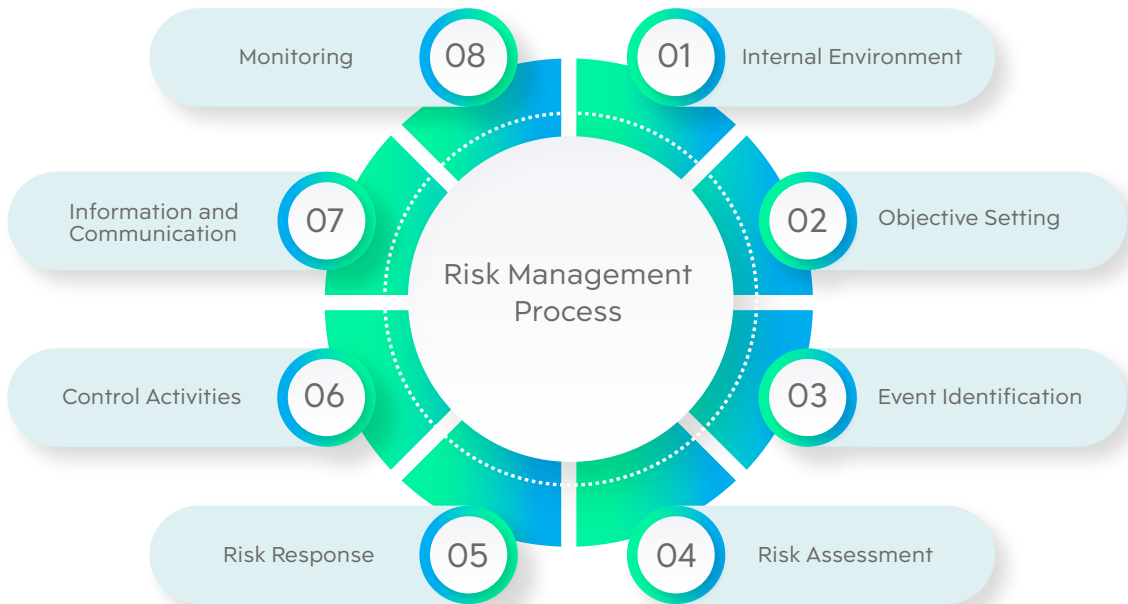 Risk Management
Process
01
Internal Environment
02
Objective Setting
03
Event Identification
04
Risk Assessment
05
Risk Response
06
Control Activities
07
Information and
Communication
08
Monitoring